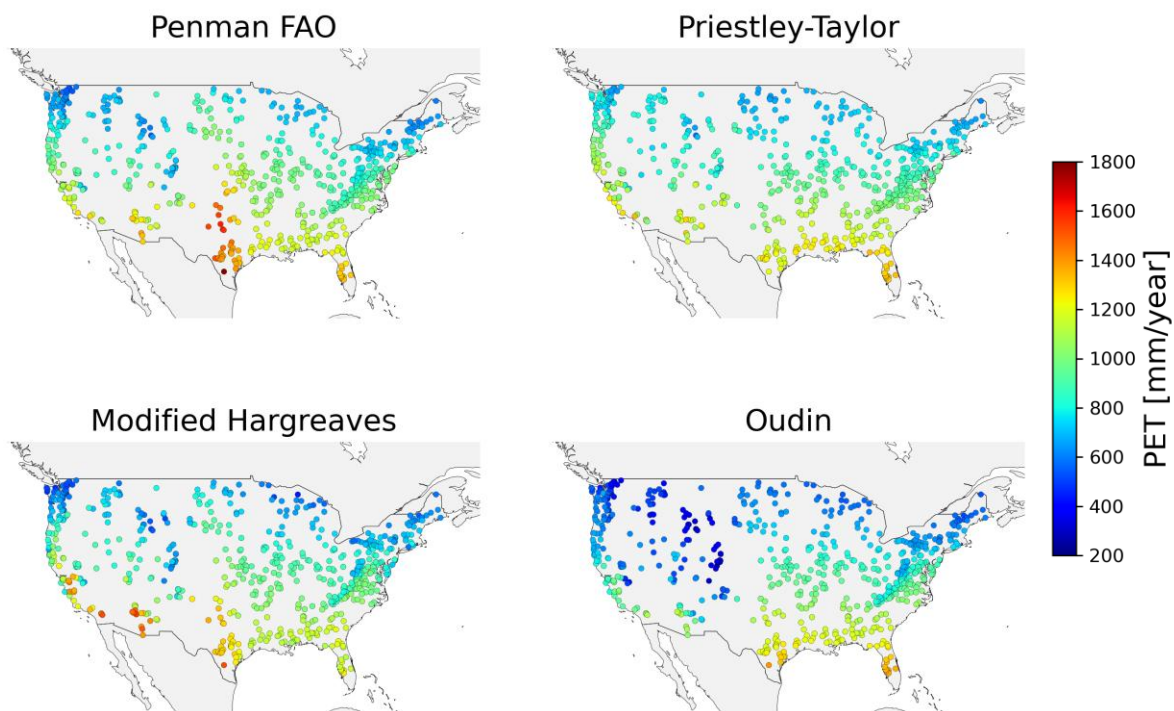 Penman FAO
Priestley-Taylor
Modified Hargreaves
Oudin
1800
1600
1400
1200
1000
800
600
400
200
PET [mm/year]